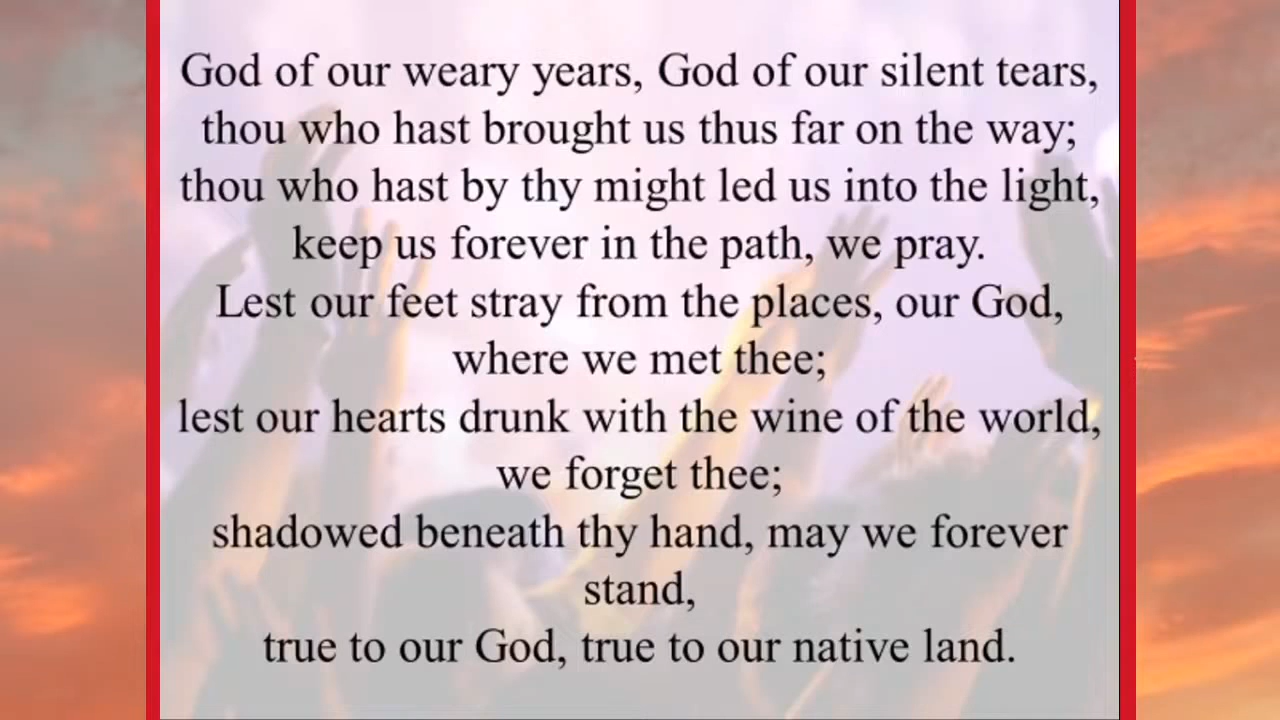 God of our weary years, God of our silent tears,
thou who hast brought us thus far on the way;
thou who hast by thy might led us into the light,
keep us forever in the path, we pray.
Lest our feet stray from the places, our God,
where we met thee;
lest our hearts drunk with the wine of the world,
we forget thee;
shadowed beneath thy hand, may we forever
stand,
true to our God, true to our native land.